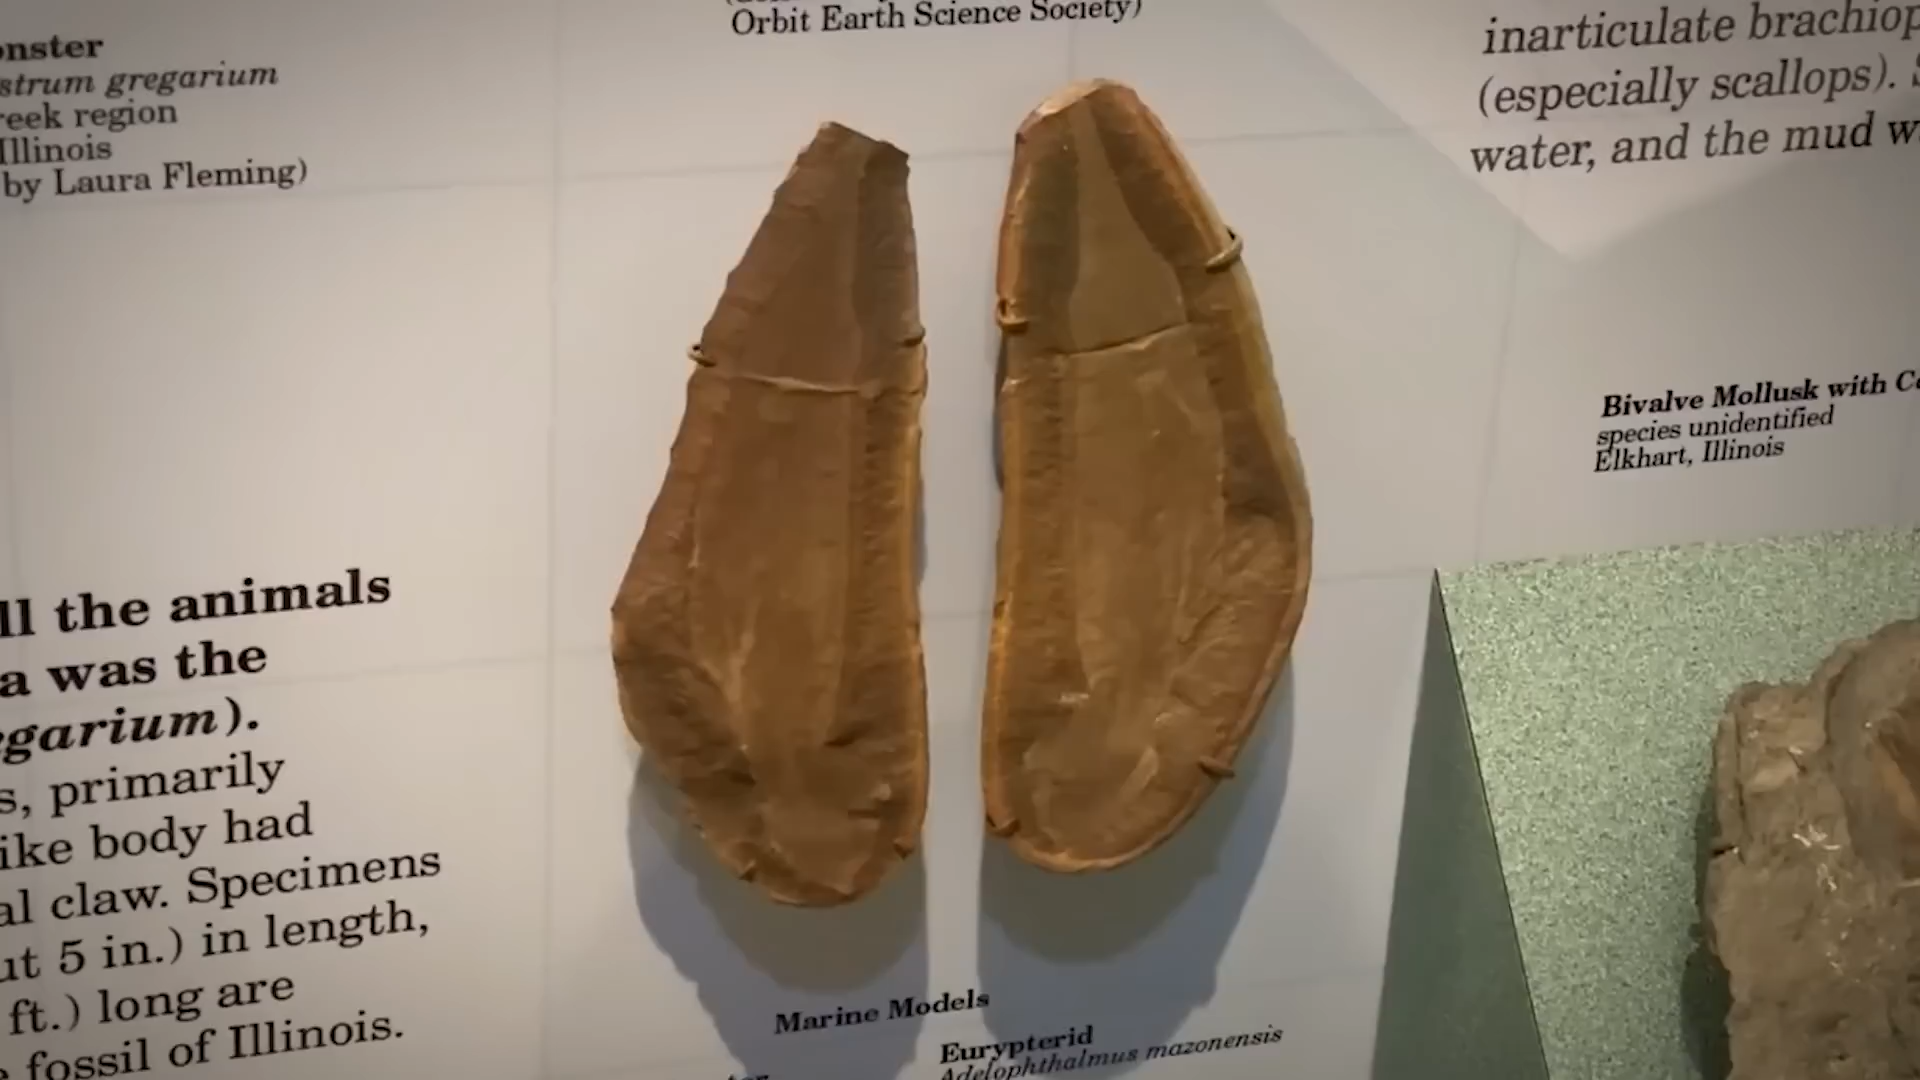 Orbit Earth Science Society)
onster
strum gregarium
reek region
Illinois
by Laura Fleming)
inarticulate brachiop
(especially scallops). S
water, and the mud w
Bivalve Mollusk with Co
species unidentified
Elkhart, Illinois
ll the animals
a was the
egarium).
s, primarily
ike body had
al claw. Specimens
ut 5 in.) in length,
ft.) long are
e fossil of Illinois.
Marine Models
Eurypterid
Adelophthalmus mazonensis